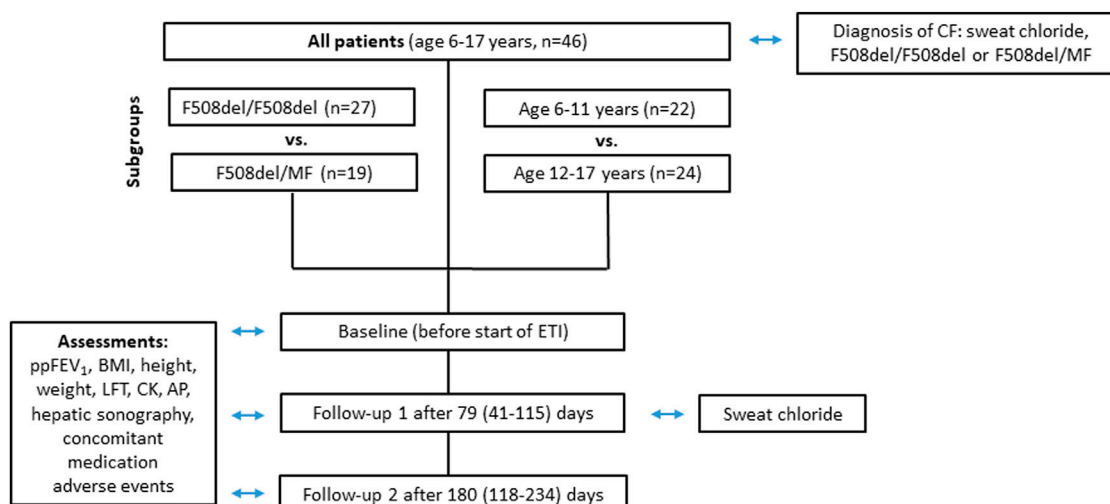 All patients (age 6-17 years, n=46)
Diagnosis of CF: sweat chloride,
F508del/F508del or F508del/MF
Subgroups
F508del/F508del (n=27)
vs.
F508del/MF (n=19)
Age 6-11 years (n=22)
vs.
Age 12-17 years (n=24)
Baseline (before start of ETI)
Assessments:
ppFEV₁, BMI, height,
weight, LFT, CK, AP,
hepatic sonography,
concomitant
medication
adverse events
Follow-up 1 after 79 (41-115) days
Sweat chloride
Follow-up 2 after 180 (118-234) days